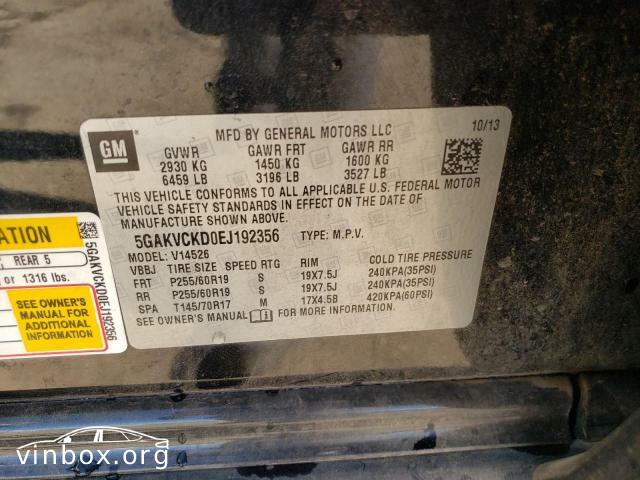 GM
MFD BY GENERAL MOTORS LLC
10/13
GVWR GAWR FRT GAWR RR
2930 KG 1450 KG 1600 KG
6459 LB 3196 LB 3527 LB
THIS VEHICLE CONFORMS TO ALL APPLICABLE U.S. FEDERAL MOTOR
VEHICLE SAFETY STANDARDS IN EFFECT ON THE DATE OF
MANUFACTURE SHOWN ABOVE.
5GAKVCKD0EJ192356 TYPE: M.P.V.
MODEL: V14526
VBBJ TIRE SIZE SPEED RTG RIM COLD TIRE PRESSURE
FRT P255/60R19 S 19X7.5J 240KPA(35PSI)
RR P255/60R19 S 19X7.5J 240KPA(35PSI)
SPA T145/70R17 M 17X4.5B 420KPA(60PSI)
SEE OWNER'S MANUAL FOR MORE INFORMATION
ATION
REAR 5
or 1316 lbs.
SEE OWNER'S
MANUAL FOR
ADDITIONAL
INFORMATION
5GAKVCKD0EJ192356
vinbox.org